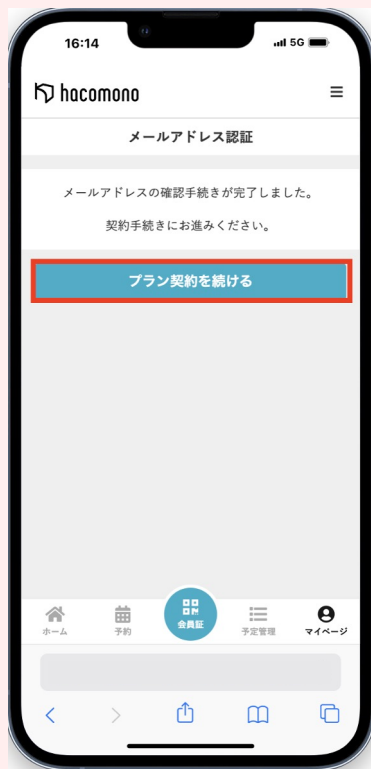 16:14
5G
hacomono
メールアドレス認証
メールアドレスの確認手続きが完了しました。
契約手続きにお進みください。
プラン契約を続ける
ホーム
予約
会員証
予定管理
マイページ